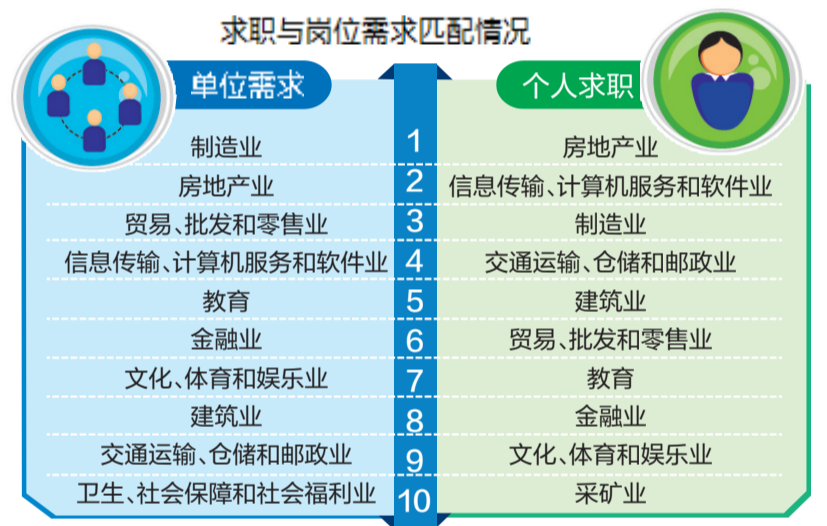 求职与岗位需求匹配情况
单位需求 个人求职
制造业 1 房地产业
房地产业 2 信息传输、计算机服务和软件业
贸易、批发和零售业 3 制造业
信息传输、计算机服务和软件业 4 交通运输、仓储和邮政业
教育 5 建筑业
金融业 6 贸易、批发和零售业
文化、体育和娱乐业 7 教育
建筑业 8 金融业
交通运输、仓储和邮政业 9 文化、体育和娱乐业
卫生、社会保障和社会福利业 10 采矿业